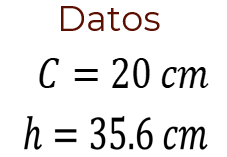 Datos
C = 20 cm
h = 35.6 cm